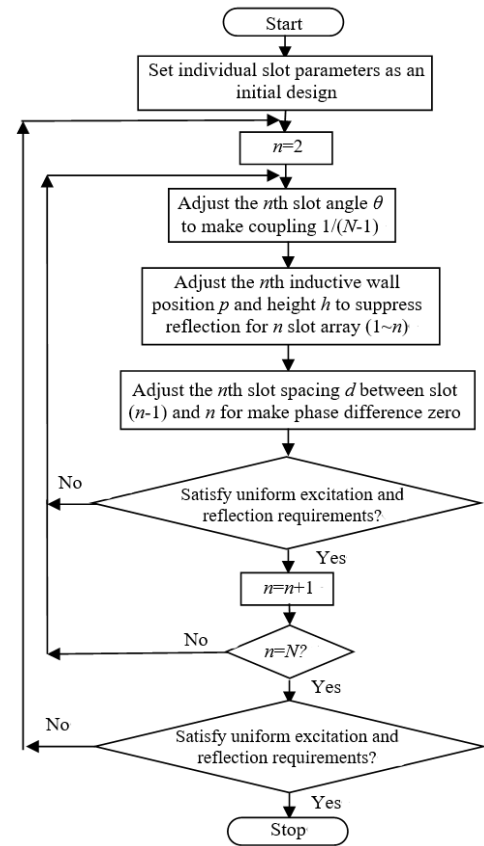 Start
Set individual slot parameters as an
initial design
n=2
Adjust the nth slot angle θ
to make coupling 1/(N-1)
Adjust the nth inductive wall
position p and height h to suppress
reflection for n slot array (1~n)
Adjust the nth slot spacing d between slot
(n-1) and n for make phase difference zero
No
Satisfy uniform excitation and
reflection requirements?
Yes
n=n+1
No
n=N?
Yes
No
Satisfy uniform excitation and
reflection requirements?
Yes
Stop